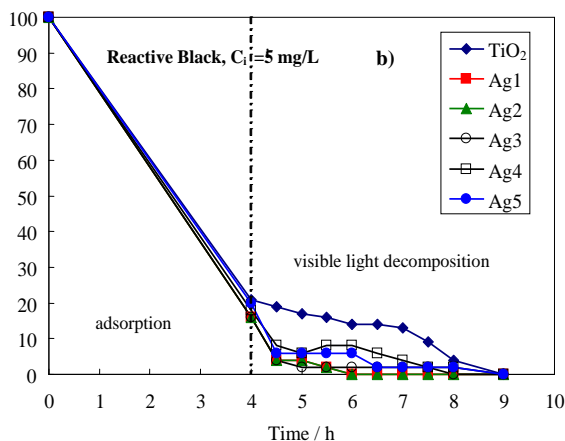 100
90
80
70
60
50
40
30
20
10
0
Reactive Black, Cᵢ =5 mg/L
b)
TiO₂
Ag1
Ag2
Ag3
Ag4
Ag5
visible light decomposition
adsorption
0 1 2 3 4 5 6 7 8 9 10
Time / h